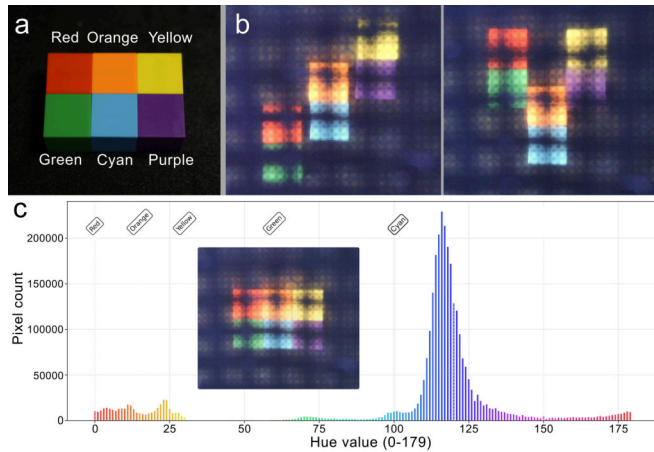 a
Red Orange Yellow
Green Cyan Purple
b
c
Red
Orange
Yellow
Green
Cyan
Pixel count
200000
150000
100000
50000
0
0 25 50 75 100 125 150 175
Hue value (0-179)